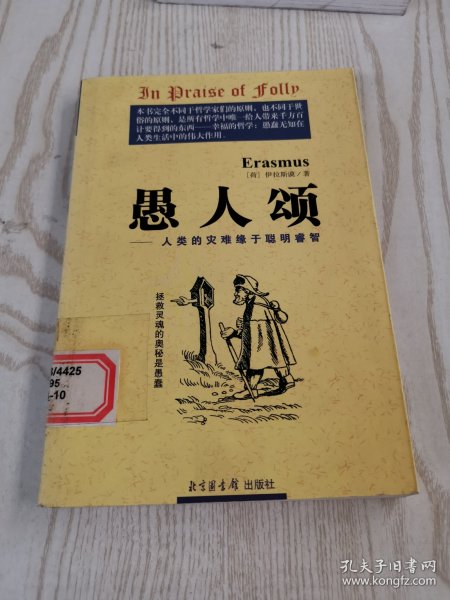 In Praise of Folly
本书完全不同于哲学家们的原则，也不同于世
俗的原则、是所有哲学中唯一给人带来千方百
计要得到的东西——幸福的哲学：愚蠢无知在
人类生活中的伟大作用。
Erasmus
［荷］伊拉斯谟／著
愚人颂
——人类的灾难缘于聪明睿智
拯救灵魂的奥秘是愚蠢
3/4425
95
-10
北京图书馆出版社
孔夫子旧书网
www.kongfz.com